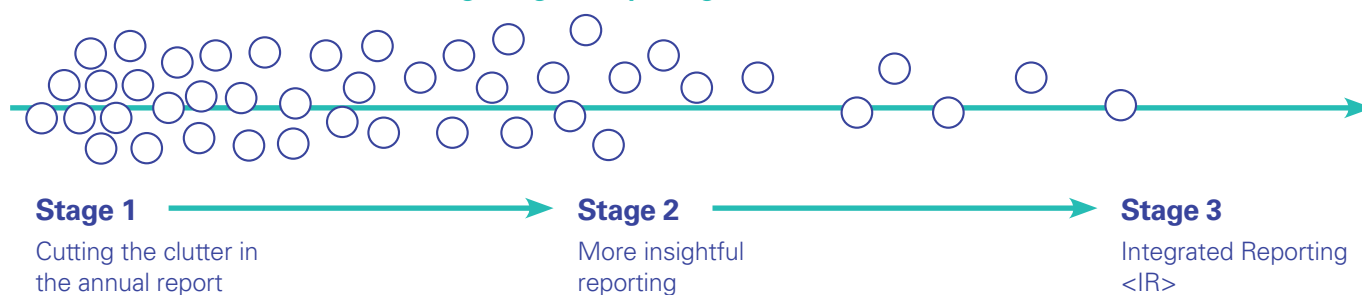 Stage 1
Cutting the clutter in
the annual report
Stage 2
More insightful
reporting
Stage 3
Integrated Reporting
<IR>